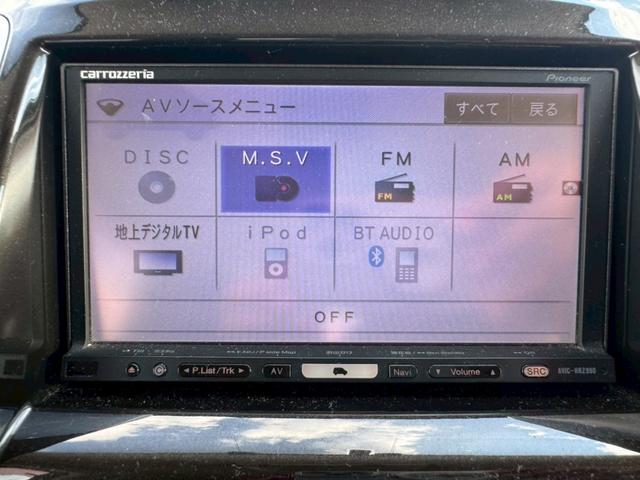 carrozzeria Pioneer
AVソースメニュー すべて 戻る
DISC M.S.V FM AM
FM AM
地上デジタルTV iPod BT AUDIO
OFF
P.List/Trk AV Navi Volume SRC AVIC-HRZ990